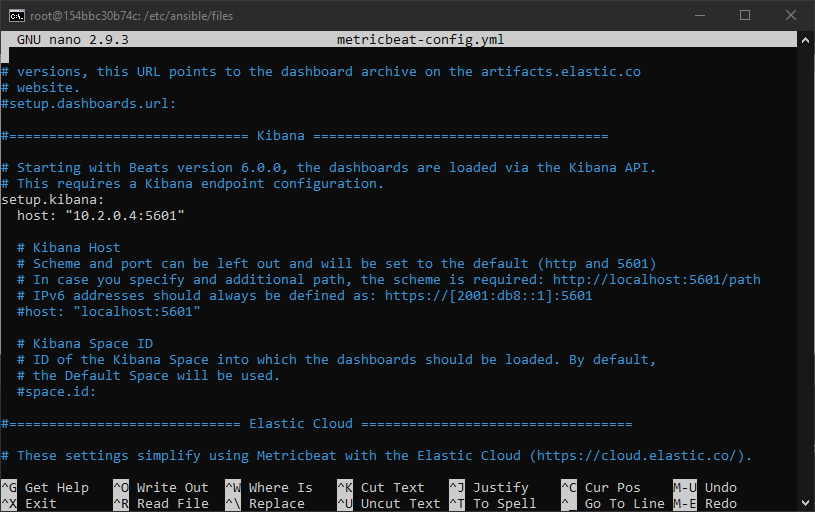 root@154bbc30b74c: /etc/ansible/files
GNU nano 2.9.3 metricbeat-config.yml
# versions, this URL points to the dashboard archive on the artifacts.elastic.co
# website.
#setup.dashboards.url:
#============================== Kibana =====================================
# Starting with Beats version 6.0.0, the dashboards are loaded via the Kibana API.
# This requires a Kibana endpoint configuration.
setup.kibana:
  host: "10.2.0.4:5601"
  # Kibana Host
  # Scheme and port can be left out and will be set to the default (http and 5601)
  # In case you specify and additional path, the scheme is required: http://localhost:5601/path
  # IPv6 addresses should always be defined as: https://[2001:db8::1]:5601
  #host: "localhost:5601"
  # Kibana Space ID
  # ID of the Kibana Space into which the dashboards should be loaded. By default,
  # the Default Space will be used.
  #space.id:
#============================= Elastic Cloud ==================================
# These settings simplify using Metricbeat with the Elastic Cloud (https://cloud.elastic.co/).
^G Get Help ^O Write Out ^W Where Is ^K Cut Text ^J Justify ^C Cur Pos M-U Undo
^X Exit ^R Read File ^\ Replace ^U Uncut Text ^T To Spell ^_ Go To Line M-E Redo